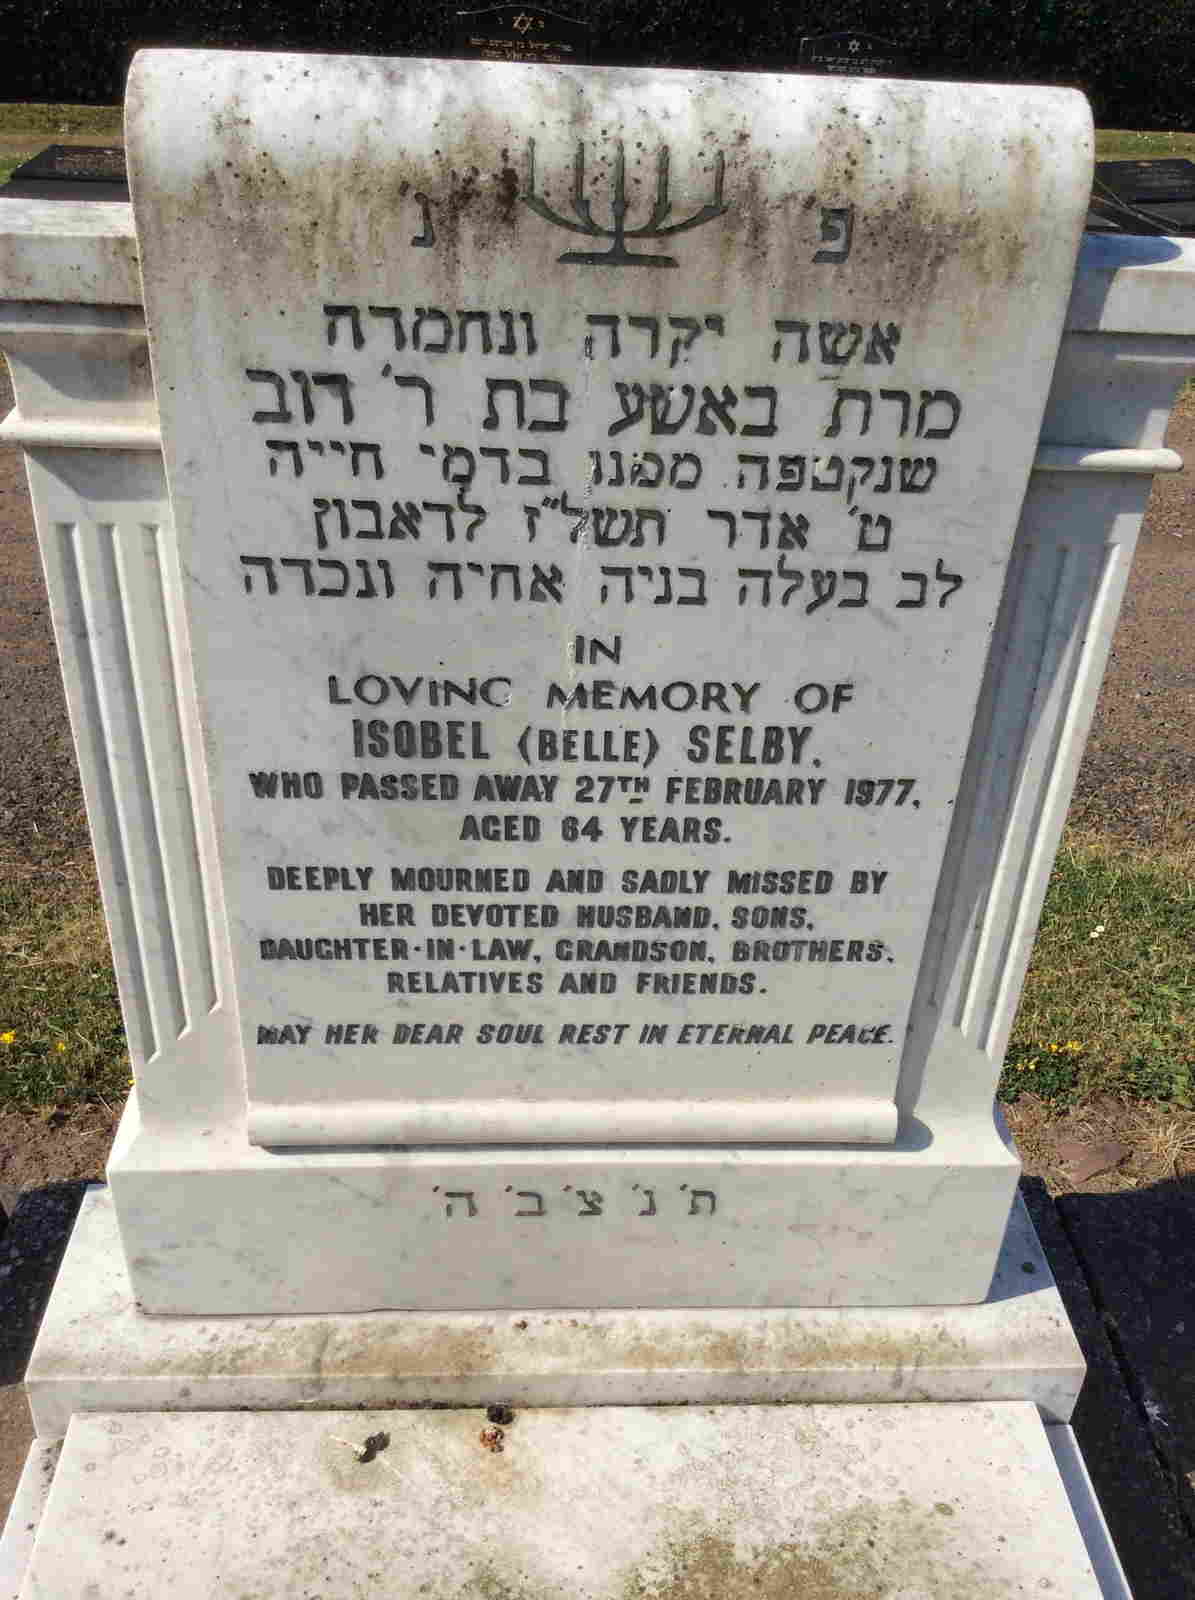 פ נ
אשה יקרה ונחמדה
מרת באשע בת ר' דוב
שנקטפה ממנו בדמי חייה
ט' אדר תשל"ז לדאבון
לב בעלה בניה אחיה ונכדה
IN
LOVING MEMORY OF
ISOBEL (BELLE) SELBY.
WHO PASSED AWAY 27TH FEBRUARY 1977,
AGED 64 YEARS.
DEEPLY MOURNED AND SADLY MISSED BY
HER DEVOTED HUSBAND, SONS,
DAUGHTER-IN-LAW, GRANDSON, BROTHERS,
RELATIVES AND FRIENDS.
MAY HER DEAR SOUL REST IN ETERNAL PEACE.
ת' נ' צ' ב' ה'